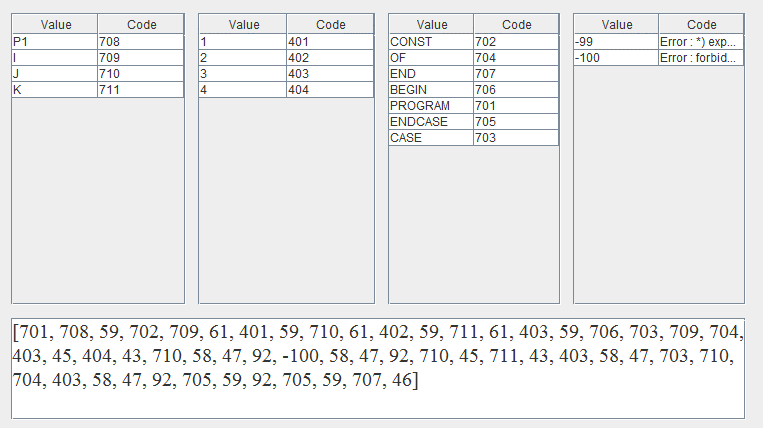 Value Code
P1 708
I 709
J 710
K 711
Value Code
1 401
2 402
3 403
4 404
Value Code
CONST 702
OF 704
END 707
BEGIN 706
PROGRAM 701
ENDCASE 705
CASE 703
Value Code
-99 Error : *) exp...
-100 Error : forbid...
[701, 708, 59, 702, 709, 61, 401, 59, 710, 61, 402, 59, 711, 61, 403, 59, 706, 703, 709, 704,
403, 45, 404, 43, 710, 58, 47, 92, -100, 58, 47, 92, 710, 45, 711, 43, 403, 58, 47, 703, 710,
704, 403, 58, 47, 92, 705, 59, 92, 705, 59, 707, 46]